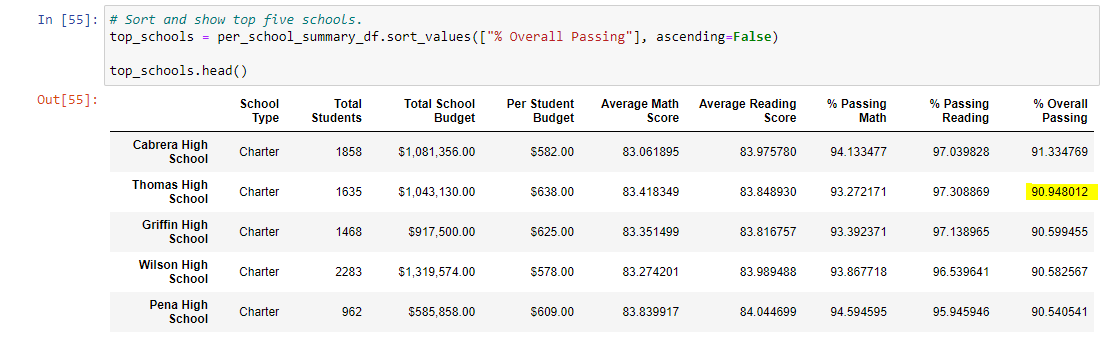 In [55]: # Sort and show top five schools.
top_schools = per_school_summary_df.sort_values(["% Overall Passing"], ascending=False)
top_schools.head()
Out[55]:
School Type Total Students Total School Budget Per Student Budget Average Math Score Average Reading Score % Passing Math % Passing Reading % Overall Passing
Cabrera High School Charter 1858 $1,081,356.00 $582.00 83.061895 83.975780 94.133477 97.039828 91.334769
Thomas High School Charter 1635 $1,043,130.00 $638.00 83.418349 83.848930 93.272171 97.308869 90.948012
Griffin High School Charter 1468 $917,500.00 $625.00 83.351499 83.816757 93.392371 97.138965 90.599455
Wilson High School Charter 2283 $1,319,574.00 $578.00 83.274201 83.989488 93.867718 96.539641 90.582567
Pena High School Charter 962 $585,858.00 $609.00 83.839917 84.044699 94.594595 95.945946 90.540541